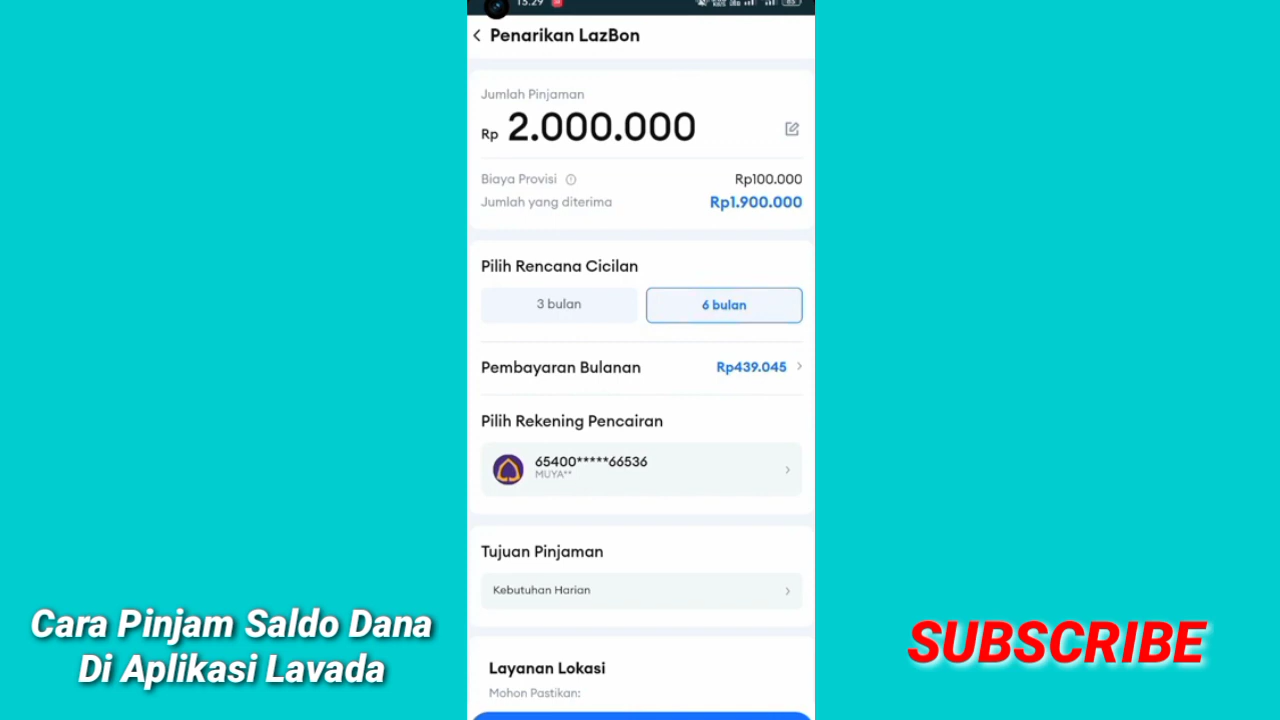 15.29
Penarikan LazBon
Jumlah Pinjaman
Rp 2.000.000
Biaya Provisi Rp100.000
Jumlah yang diterima Rp1.900.000
Pilih Rencana Cicilan
3 bulan 6 bulan
Pembayaran Bulanan Rp439.045
Pilih Rekening Pencairan
65400*****66536
MUYA**
Tujuan Pinjaman
Kebutuhan Harian
Layanan Lokasi
Mohon Pastikan:
Cara Pinjam Saldo Dana
Di Aplikasi Lavada
SUBSCRIBE